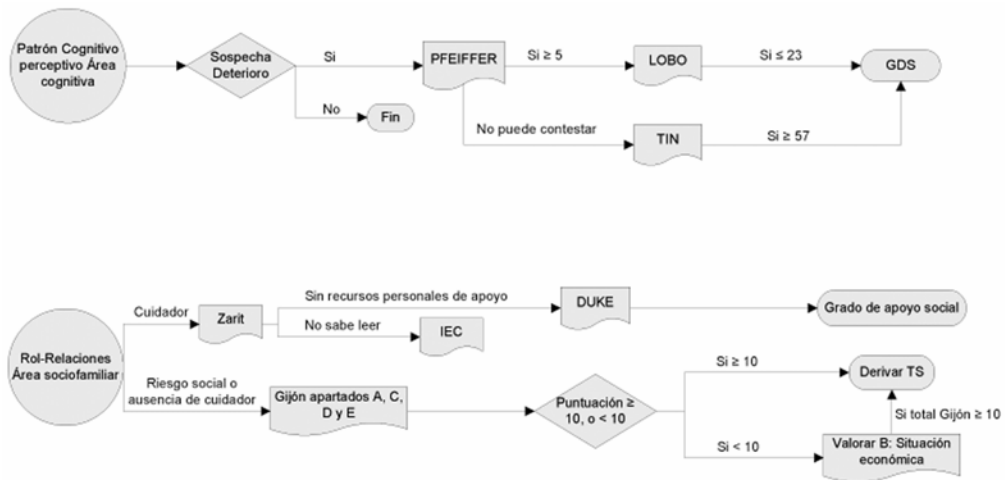 Patrón Cognitivo
perceptivo Área
cognitiva
Sospecha
Deterioro
Si
No
Fin
PFEIFFER
Si ≥ 5
LOBO
Si ≤ 23
GDS
No puede contestar
TIN
Si ≥ 57
Rol-Relaciones
Área sociofamiliar
Cuidador
Zarit
Sin recursos personales de apoyo
DUKE
Grado de apoyo social
No sabe leer
IEC
Riesgo social o
ausencia de cuidador
Gijón apartados A, C,
D y E
Puntuación ≥
10, o < 10
Si ≥ 10
Derivar TS
Si total Gijón ≥ 10
Si < 10
Valorar B: Situación
económica